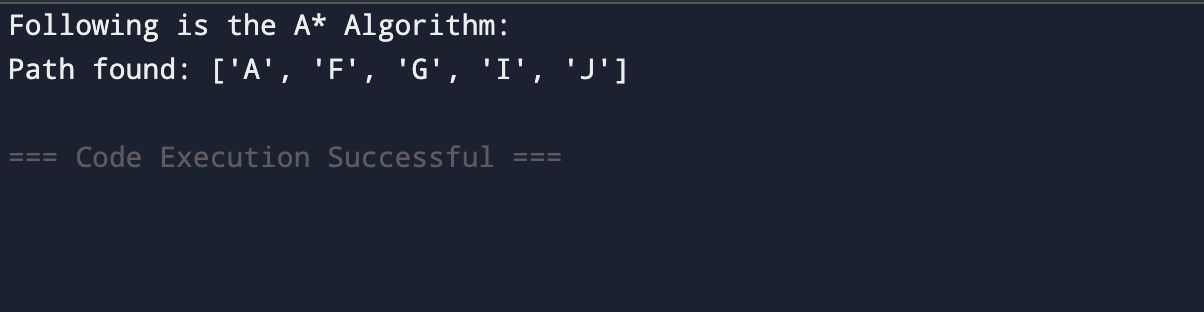 Following is the A* Algorithm:
Path found: ['A', 'F', 'G', 'I', 'J']
=== Code Execution Successful ===